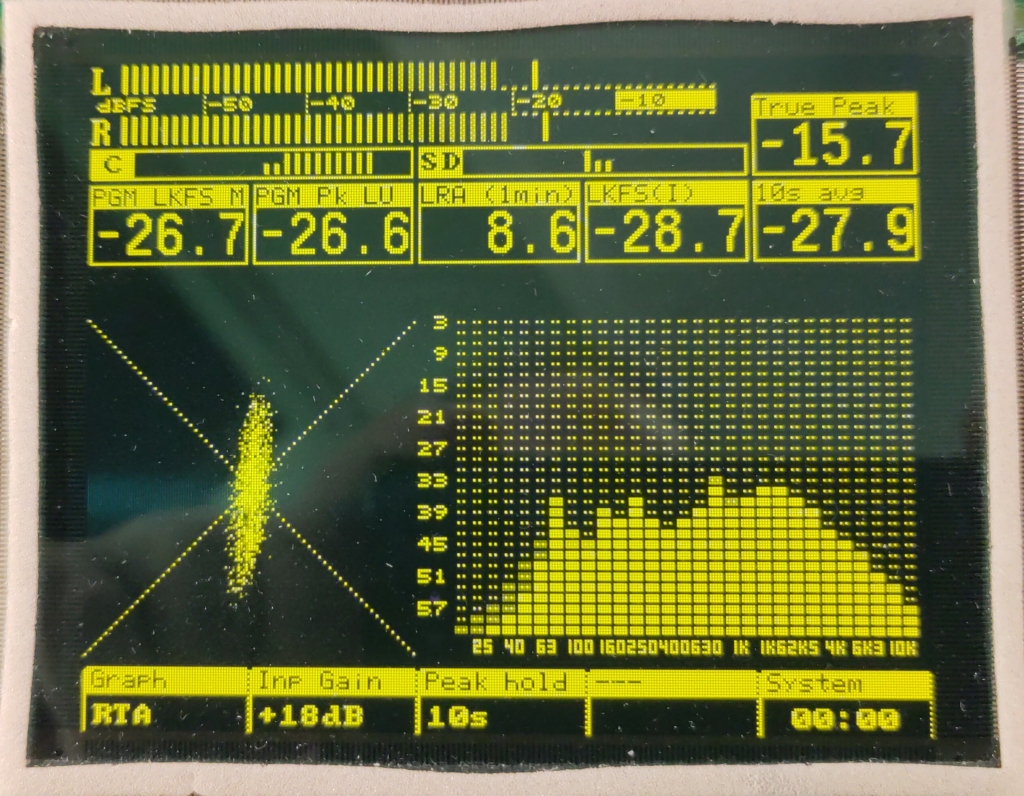 L
dBFS -50 -40 -30 -20 -10
R
True Peak
-15.7
C SD
PGM LKFS M PGM Pk LU LRA (1min) LKFS(I) 10s avg
-26.7 -26.6 8.6 -28.7 -27.9
3
9
15
21
27
33
39
45
51
57
25 40 63 100 160 250 400 630 1K 1K6 2K5 4K 6K3 10K
Graph Inp Gain Peak hold --- System
RTA +18dB 10s 00:00